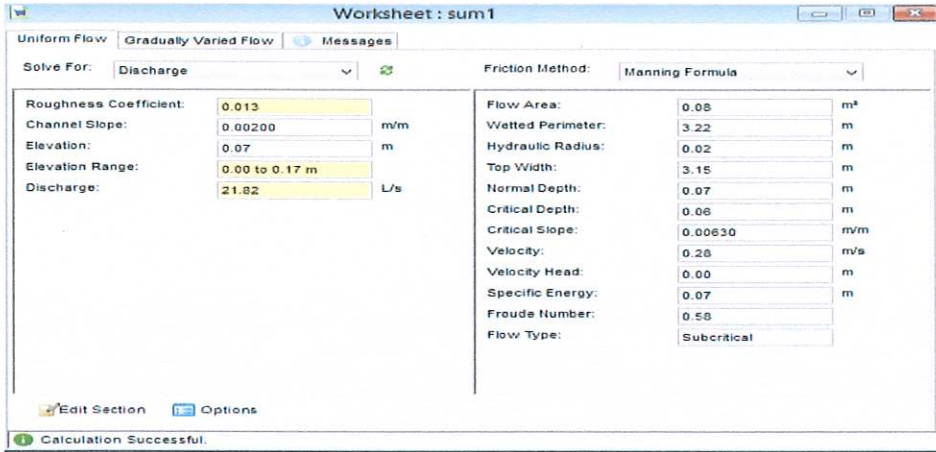 Worksheet : sum1
Uniform Flow Gradually Varied Flow Messages
Solve For: Discharge Friction Method: Manning Formula
Roughness Coefficient: 0.013
Channel Slope: 0.00200 m/m
Elevation: 0.07 m
Elevation Range: 0.00 to 0.17 m
Discharge: 21.82 L/s
Flow Area: 0.08 m²
Wetted Perimeter: 3.22 m
Hydraulic Radius: 0.02 m
Top Width: 3.15 m
Normal Depth: 0.07 m
Critical Depth: 0.06 m
Critical Slope: 0.00630 m/m
Velocity: 0.28 m/s
Velocity Head: 0.00 m
Specific Energy: 0.07 m
Froude Number: 0.58
Flow Type: Subcritical
Edit Section Options
Calculation Successful.